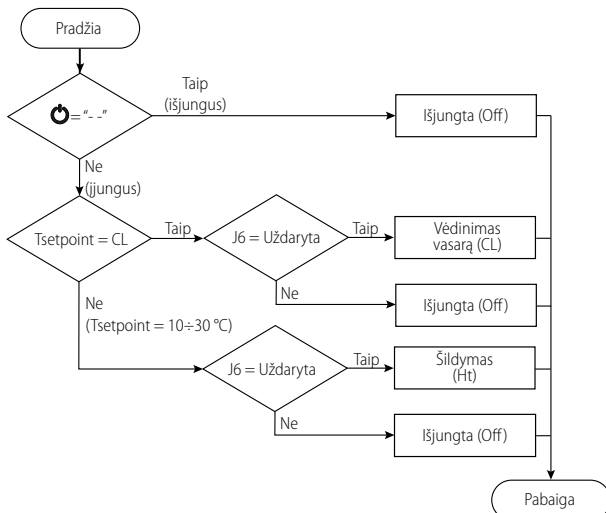 Pradžia
Taip
(išjungus)
= "- -"
Išjungta (Off)
Ne
(įjungus)
Tsetpoint = CL
Taip
J6 = Uždaryta
Taip
Vėdinimas
vasarą (CL)
Ne
Išjungta (Off)
Ne
(Tsetpoint = 10÷30 °C)
J6 = Uždaryta
Taip
Šildymas
(Ht)
Ne
Išjungta (Off)
Pabaiga